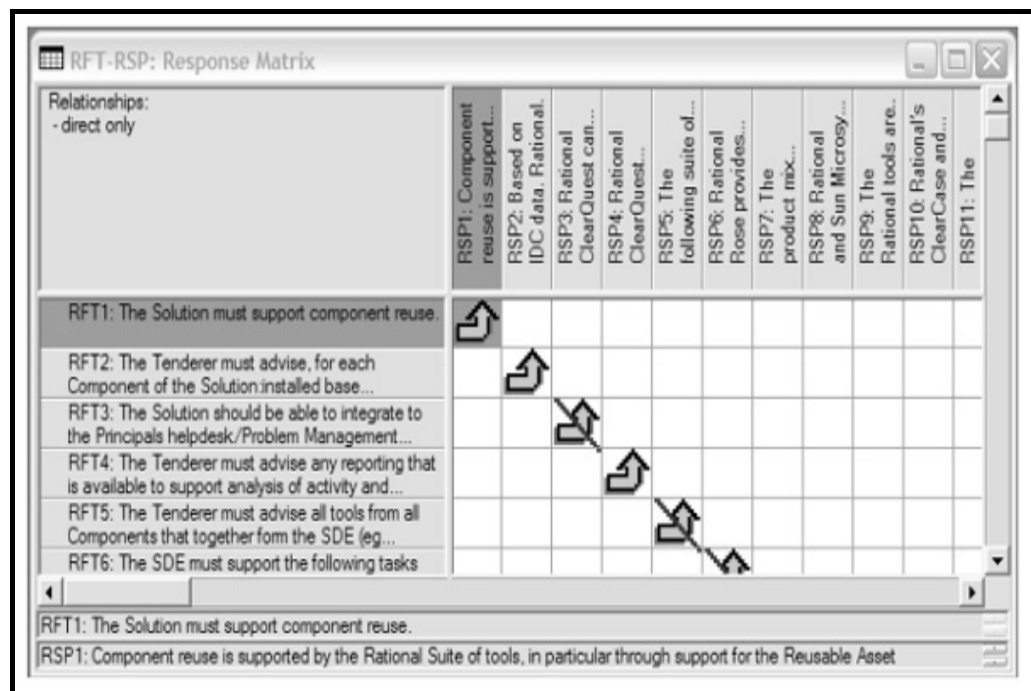 RFT-RSP: Response Matrix
Relationships:
- direct only
RSP1: Component
reuse is support...
RSP2: Based on
IDC data. Rational.
RSP3: Rational
ClearQuest can...
RSP4: Rational
ClearQuest...
RSP5: The
following suite of...
RSP6: Rational
Rose provides...
RSP7: The
product mix...
RSP8: Rational
and Sun Microsy...
RSP9: The
Rational tools are..
RSP10: Rational's
ClearCase and...
RSP11: The
RFT1: The Solution must support component reuse.
RFT2: The Tenderer must advise, for each
Component of the Solution:installed base...
RFT3: The Solution should be able to integrate to
the Principals helpdesk/Problem Management...
RFT4: The Tenderer must advise any reporting that
is available to support analysis of activity and...
RFT5: The Tenderer must advise all tools from all
Components that together form the SDE (eg...
RFT6: The SDE must support the following tasks
RFT1: The Solution must support component reuse.
RSP1: Component reuse is supported by the Rational Suite of tools, in particular through support for the Reusable Asset